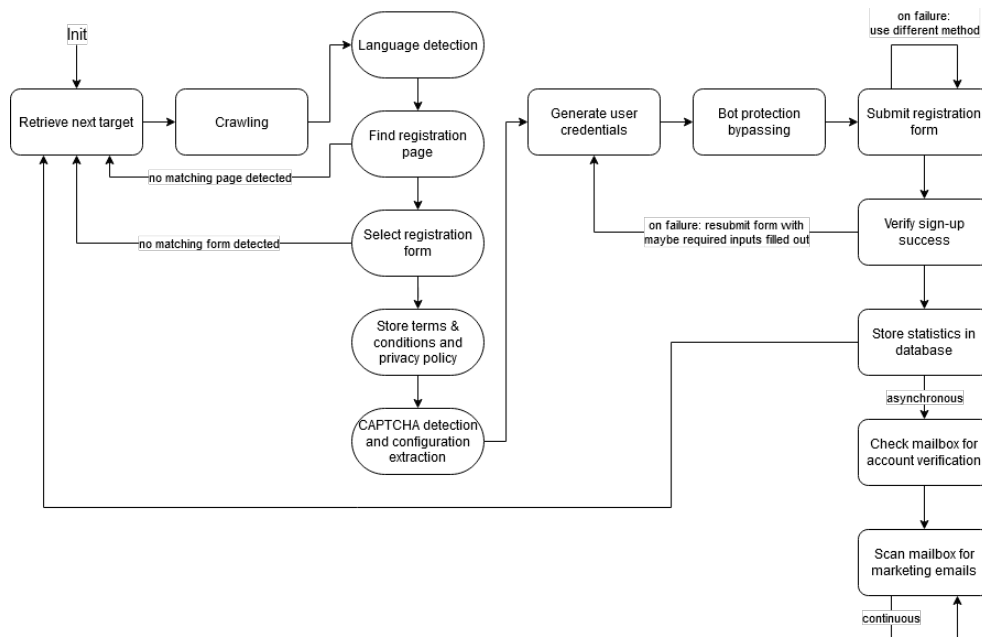 Init
Retrieve next target
Crawling
Language detection
Find registration
page
no matching page detected
Select registration
form
no matching form detected
Store terms &
conditions and
privacy policy
CAPTCHA detection
and configuration
extraction
Generate user
credentials
Bot protection
bypassing
on failure:
use different method
Submit registration
form
Verify sign-up
success
on failure: resubmit form with
maybe required inputs filled out
Store statistics in
database
asynchronous
Check mailbox for
account verification
Scan mailbox for
marketing emails
continuous